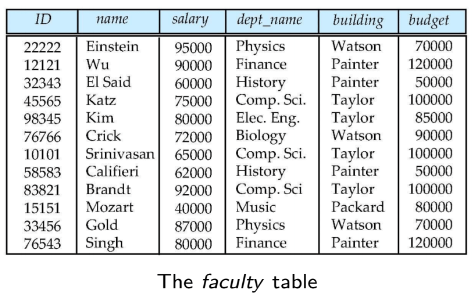 ID name salary dept_name building budget
22222 Einstein 95000 Physics Watson 70000
12121 Wu 90000 Finance Painter 120000
32343 El Said 60000 History Painter 50000
45565 Katz 75000 Comp. Sci. Taylor 100000
98345 Kim 80000 Elec. Eng. Taylor 85000
76766 Crick 72000 Biology Watson 90000
10101 Srinivasan 65000 Comp. Sci. Taylor 100000
58583 Califieri 62000 History Painter 50000
83821 Brandt 92000 Comp. Sci Taylor 100000
15151 Mozart 40000 Music Packard 80000
33456 Gold 87000 Physics Watson 70000
76543 Singh 80000 Finance Painter 120000
The faculty table